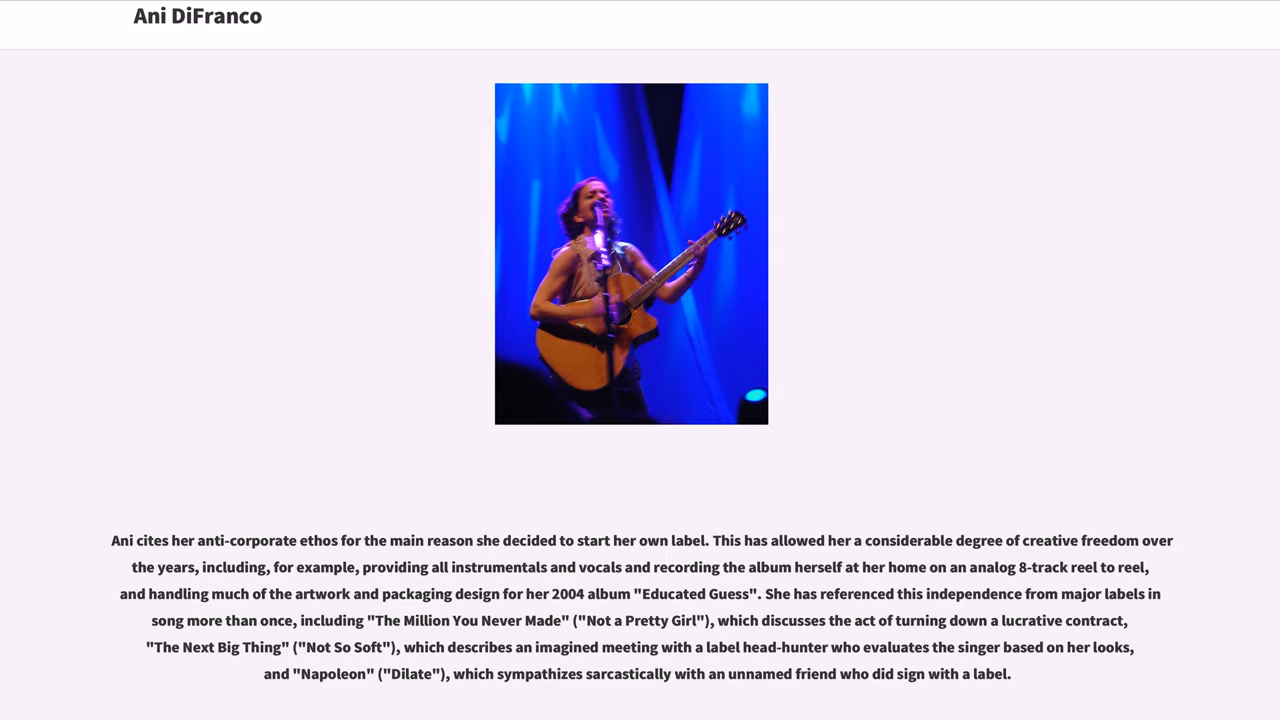 Ani DiFranco
Ani cites her anti-corporate ethos for the main reason she decided to start her own label. This has allowed her a considerable degree of creative freedom over
the years, including, for example, providing all instrumentals and vocals and recording the album herself at her home on an analog 8-track reel to reel,
and handling much of the artwork and packaging design for her 2004 album "Educated Guess". She has referenced this independence from major labels in
song more than once, including "The Million You Never Made" ("Not a Pretty Girl"), which discusses the act of turning down a lucrative contract,
"The Next Big Thing" ("Not So Soft"), which describes an imagined meeting with a label head-hunter who evaluates the singer based on her looks,
and "Napoleon" ("Dilate"), which sympathizes sarcastically with an unnamed friend who did sign with a label.